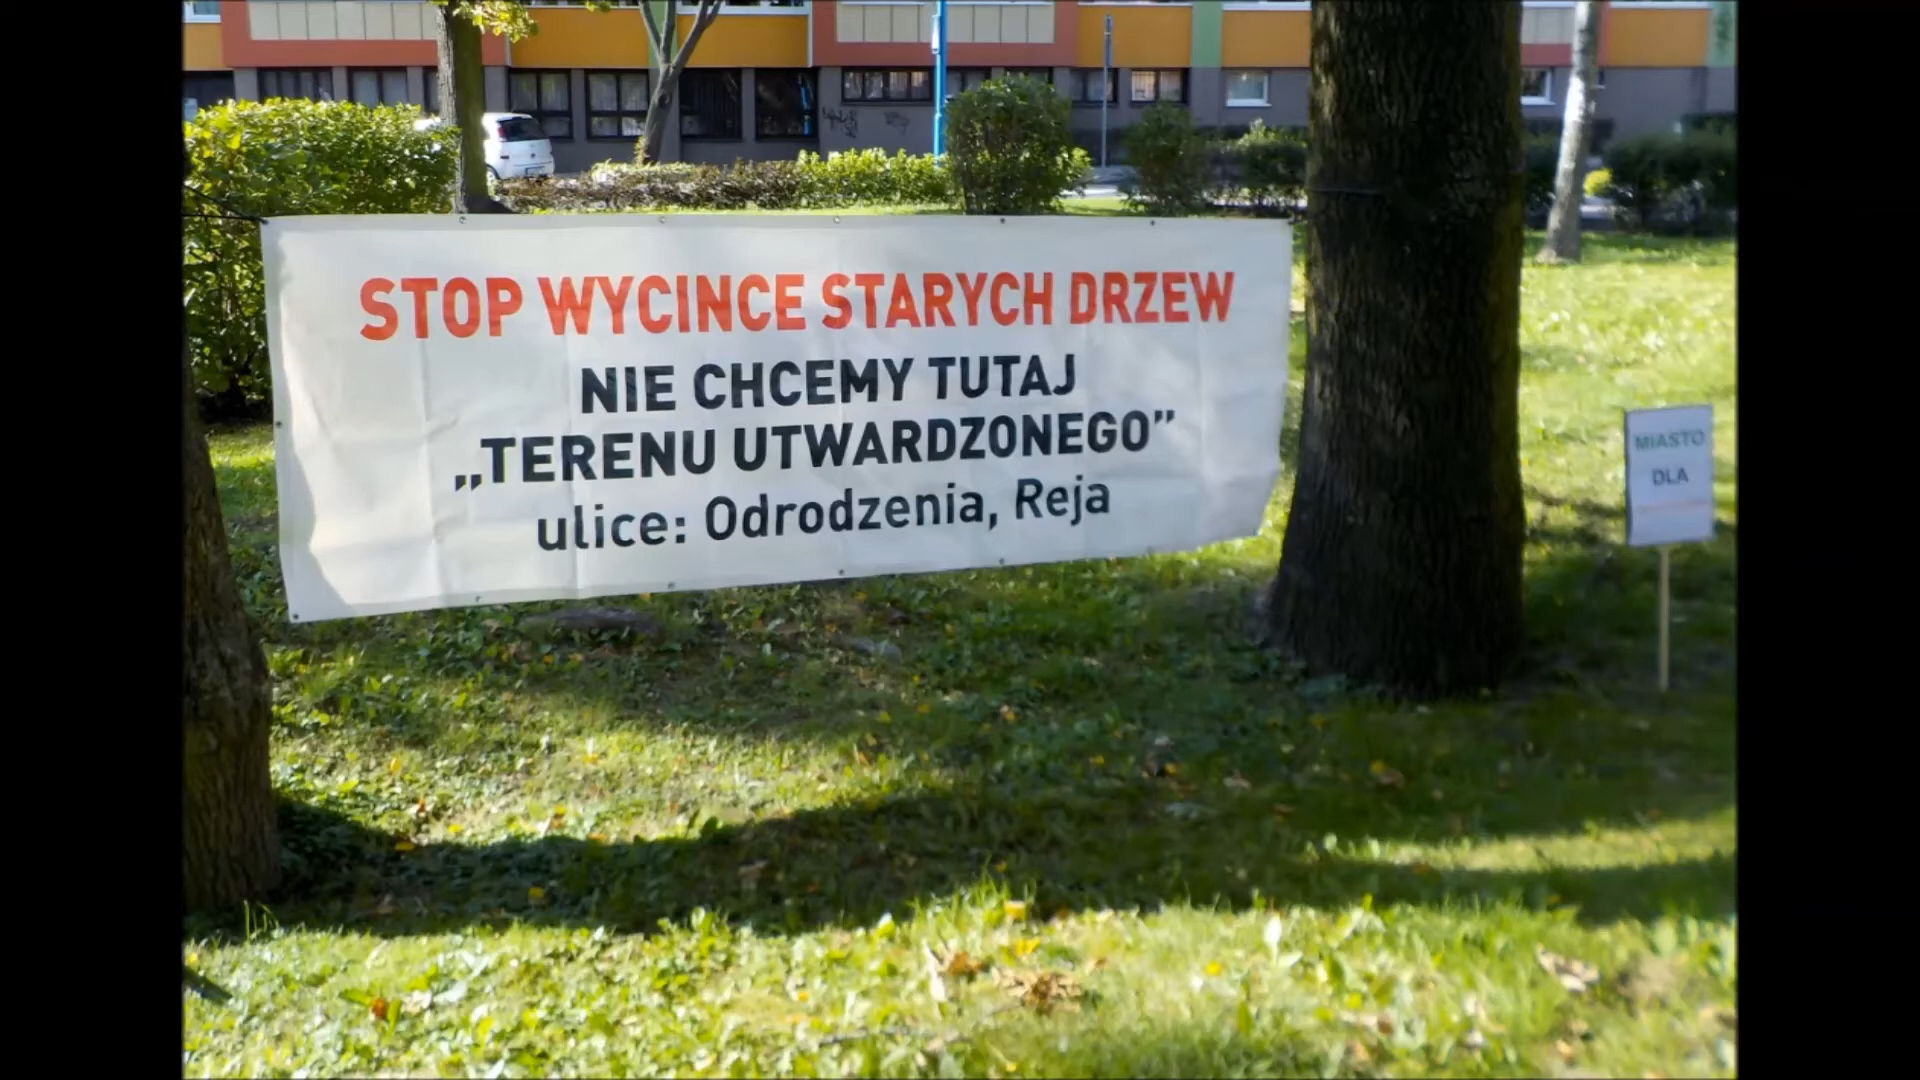 STOP WYCINCE STARYCH DRZEW
NIE CHCEMY TUTAJ
„TERENU UTWARDZONEGO”
ulice: Odrodzenia, Reja
MIASTO
DLA